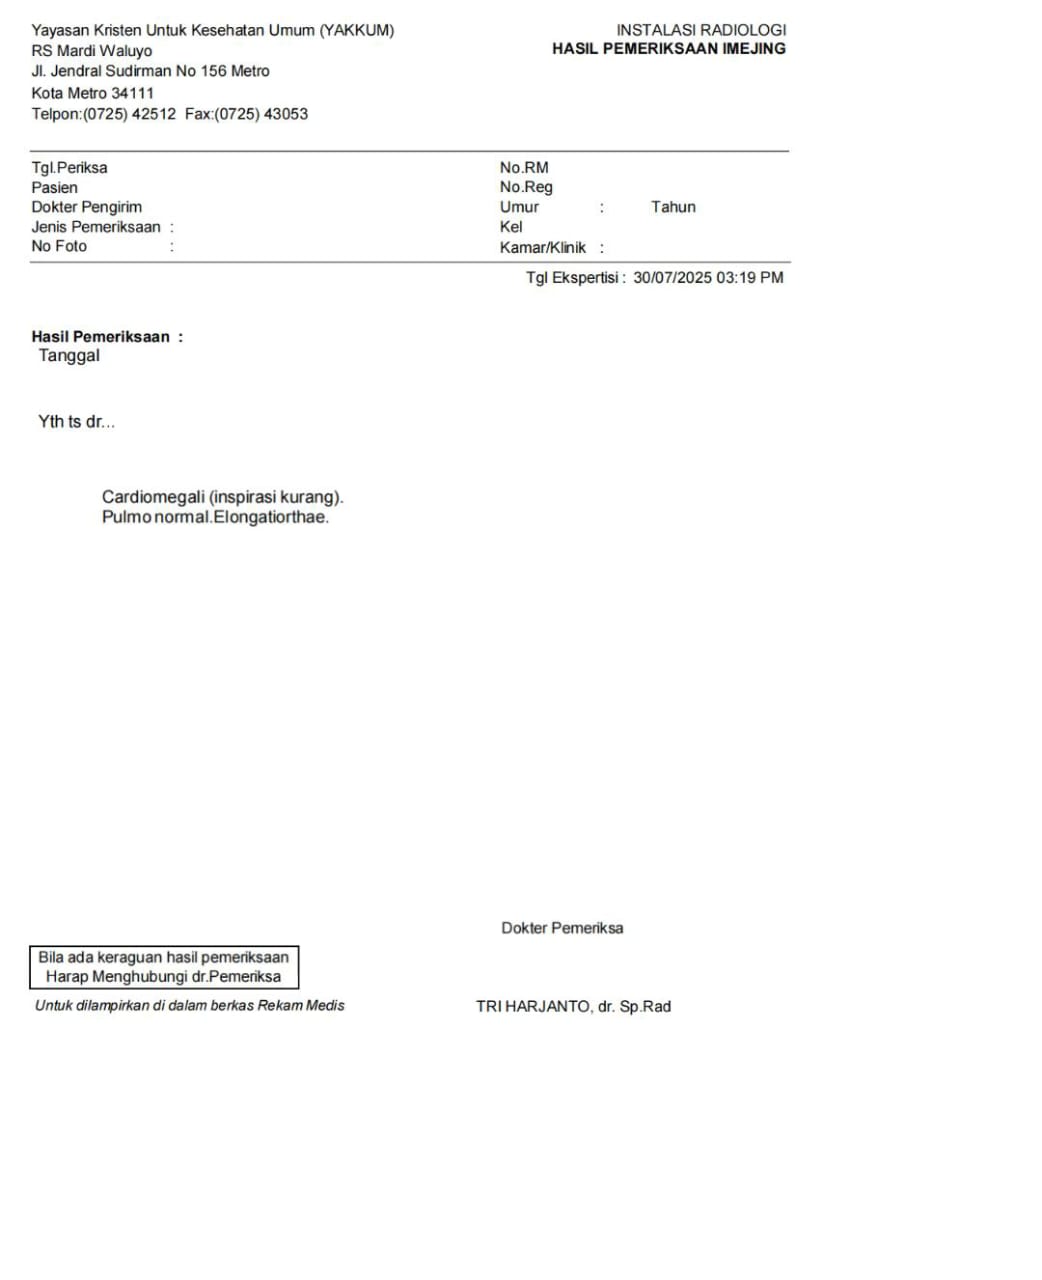 Yayasan Kristen Untuk Kesehatan Umum (YAKKUM)
RS Mardi Waluyo
Jl. Jendral Sudirman No 156 Metro
Kota Metro 34111
Telpon:(0725) 42512 Fax:(0725) 43053
INSTALASI RADIOLOGI
HASIL PEMERIKSAAN IMEJING
Tgl.Periksa
Pasien
Dokter Pengirim
Jenis Pemeriksaan :
No Foto :
No.RM
No.Reg
Umur : Tahun
Kel
Kamar/Klinik :
Tgl Ekspertisi : 30/07/2025 03:19 PM
Hasil Pemeriksaan :
Tanggal
Yth ts dr...
Cardiomegali (inspirasi kurang).
Pulmo normal.Elongatiorthae.
Dokter Pemeriksa
Bila ada keraguan hasil pemeriksaan
Harap Menghubungi dr.Pemeriksa
Untuk dilampirkan di dalam berkas Rekam Medis
TRI HARJANTO, dr. Sp.Rad